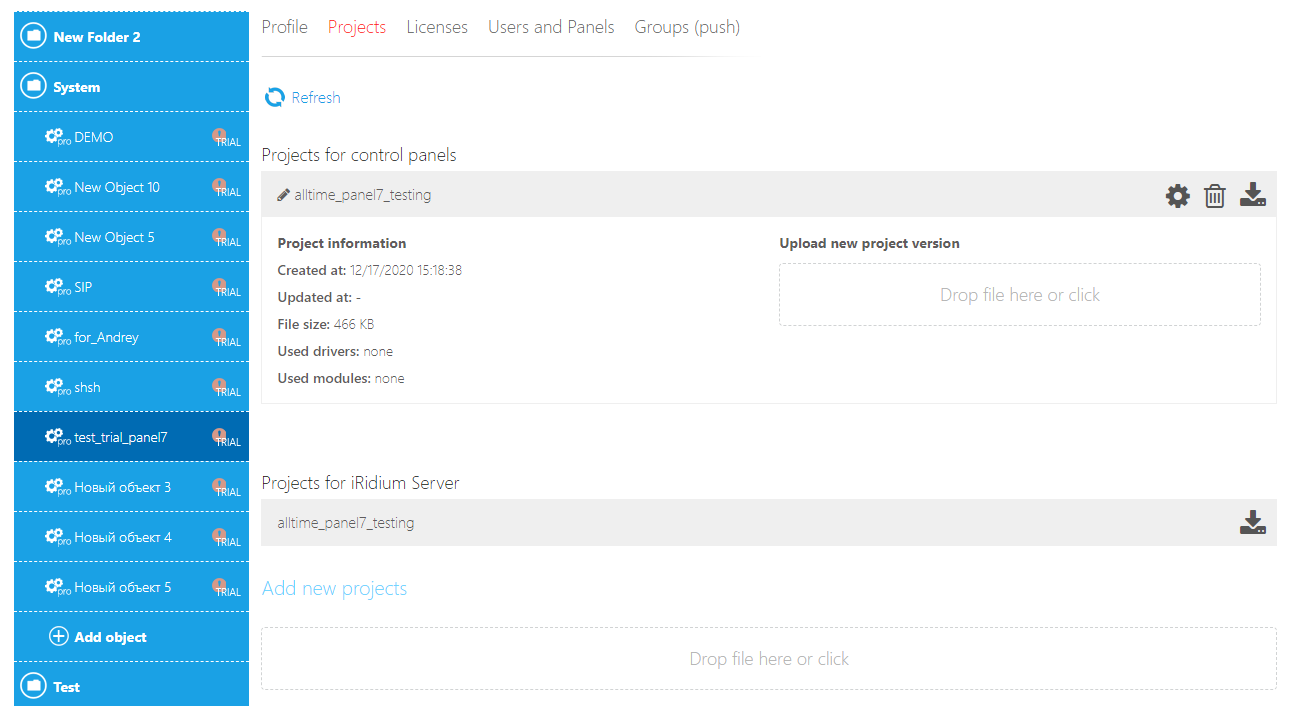 New Folder 2
System
pro DEMO TRIAL
pro New Object 10 TRIAL
pro New Object 5 TRIAL
pro SIP TRIAL
pro for_Andrey TRIAL
pro shsh TRIAL
pro test_trial_panel7 TRIAL
pro Новый объект 3 TRIAL
pro Новый объект 4 TRIAL
pro Новый объект 5 TRIAL
Add object
Test
Profile Projects Licenses Users and Panels Groups (push)
Refresh
Projects for control panels
alltime_panel7_testing
Project information
Created at: 12/17/2020 15:18:38
Updated at: -
File size: 466 KB
Used drivers: none
Used modules: none
Upload new project version
Drop file here or click
Projects for iRidium Server
alltime_panel7_testing
Add new projects
Drop file here or click